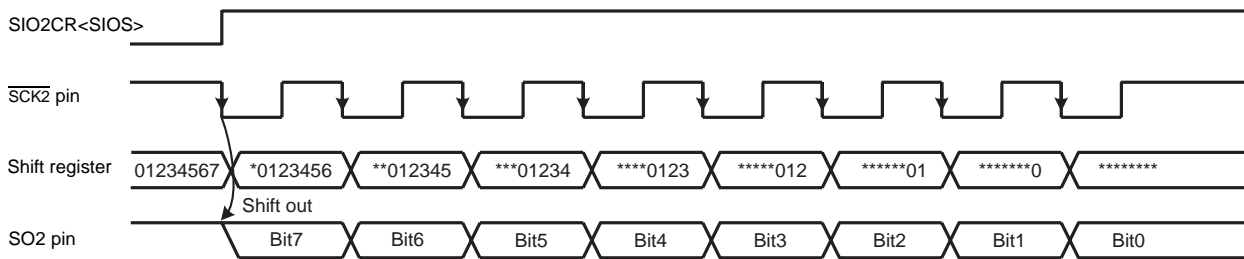 SIO2CR<SIOS>
SCK2 pin
Shift register 01234567 *0123456 **012345 ***01234 ****0123 *****012 ******01 *******0 ********
Shift out
SO2 pin Bit7 Bit6 Bit5 Bit4 Bit3 Bit2 Bit1 Bit0